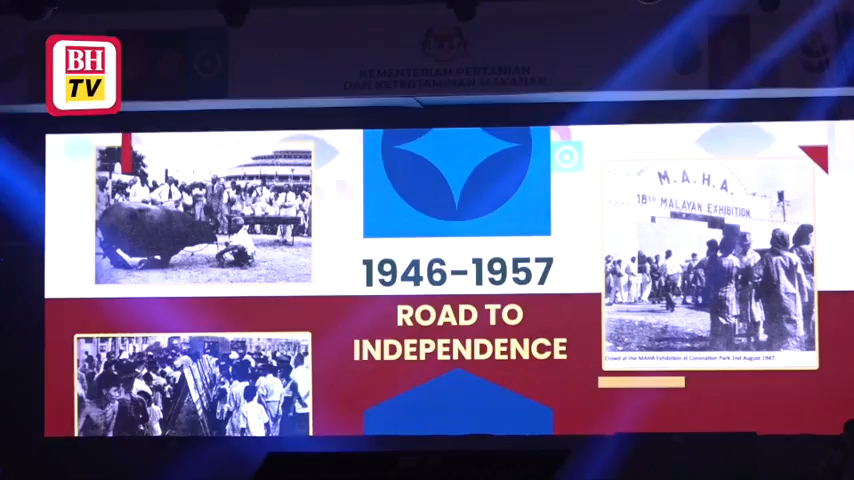 BH
TV
KEMENTERIAN PERTANIAN
DAN KETERJAMINAN MAKANAN
M.A.H.A.
18th MALAYAN EXHIBITION
1946-1957
ROAD TO
INDEPENDENCE
Crowd at the MAHA Exhibition at Coronation Park 2nd August 1947